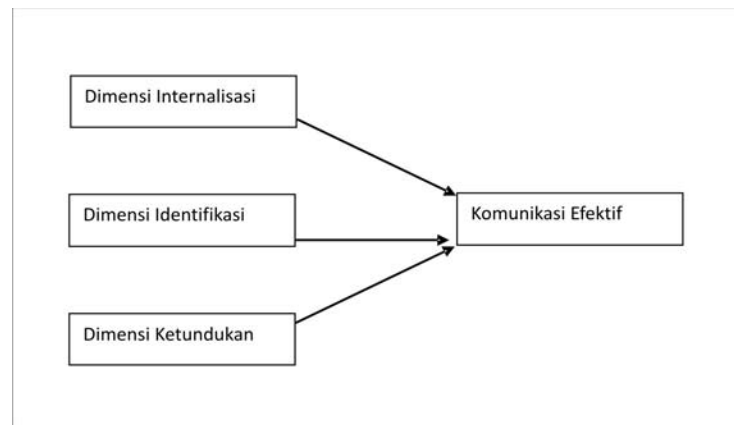 Dimensi Internalisasi
Dimensi Identifikasi
Komunikasi Efektif
Dimensi Ketundukan